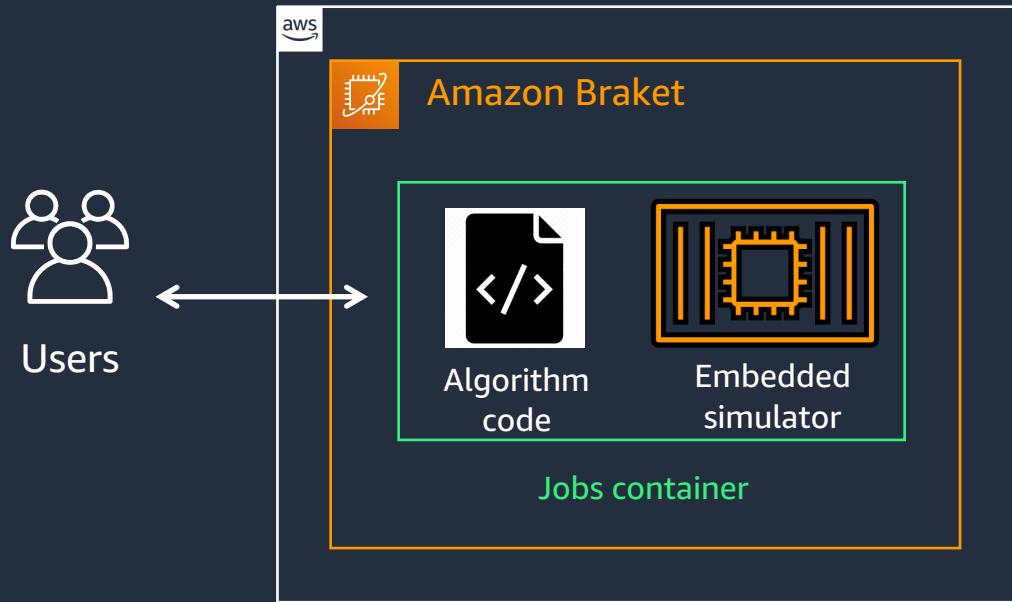 aws
Amazon Braket
Users
</>
Algorithm
code
Embedded
simulator
Jobs container